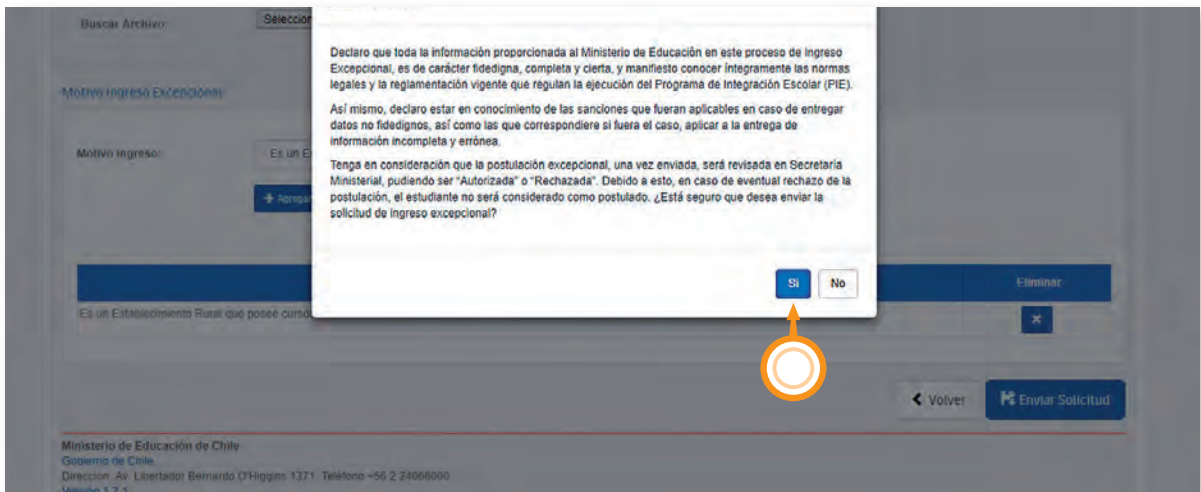 Buscar Archivo:
Seleccion
Declaro que toda la información proporcionada al Ministerio de Educación en este proceso de Ingreso
Excepcional, es de carácter fidedigna, completa y cierta, y manifiesto conocer íntegramente las normas
legales y la reglamentación vigente que regulan la ejecución del Programa de Integración Escolar (PIE).
Así mismo, declaro estar en conocimiento de las sanciones que fueran aplicables en caso de entregar
datos no fidedignos, así como las que correspondiere si fuera el caso, aplicar a la entrega de
información incompleta y errónea.
Tenga en consideración que la postulación excepcional, una vez enviada, será revisada en Secretaría
Ministerial, pudiendo ser "Autorizada" o "Rechazada". Debido a esto, en caso de eventual rechazo de la
postulación, el estudiante no será considerado como postulado. ¿Está seguro que desea enviar la
solicitud de ingreso excepcional?
Motivo Ingreso Excepcional
Motivo Ingreso:
Es un E
+ Agregar
Si
No
Eliminar
Es un Establecimiento Rural que posee curso
Volver
Enviar Solicitud
Ministerio de Educación de Chile
Gobierno de Chile
Dirección: Av. Libertador Bernardo O'Higgins 1371. Teléfono +56 2 24066000
Versión 1.7.1